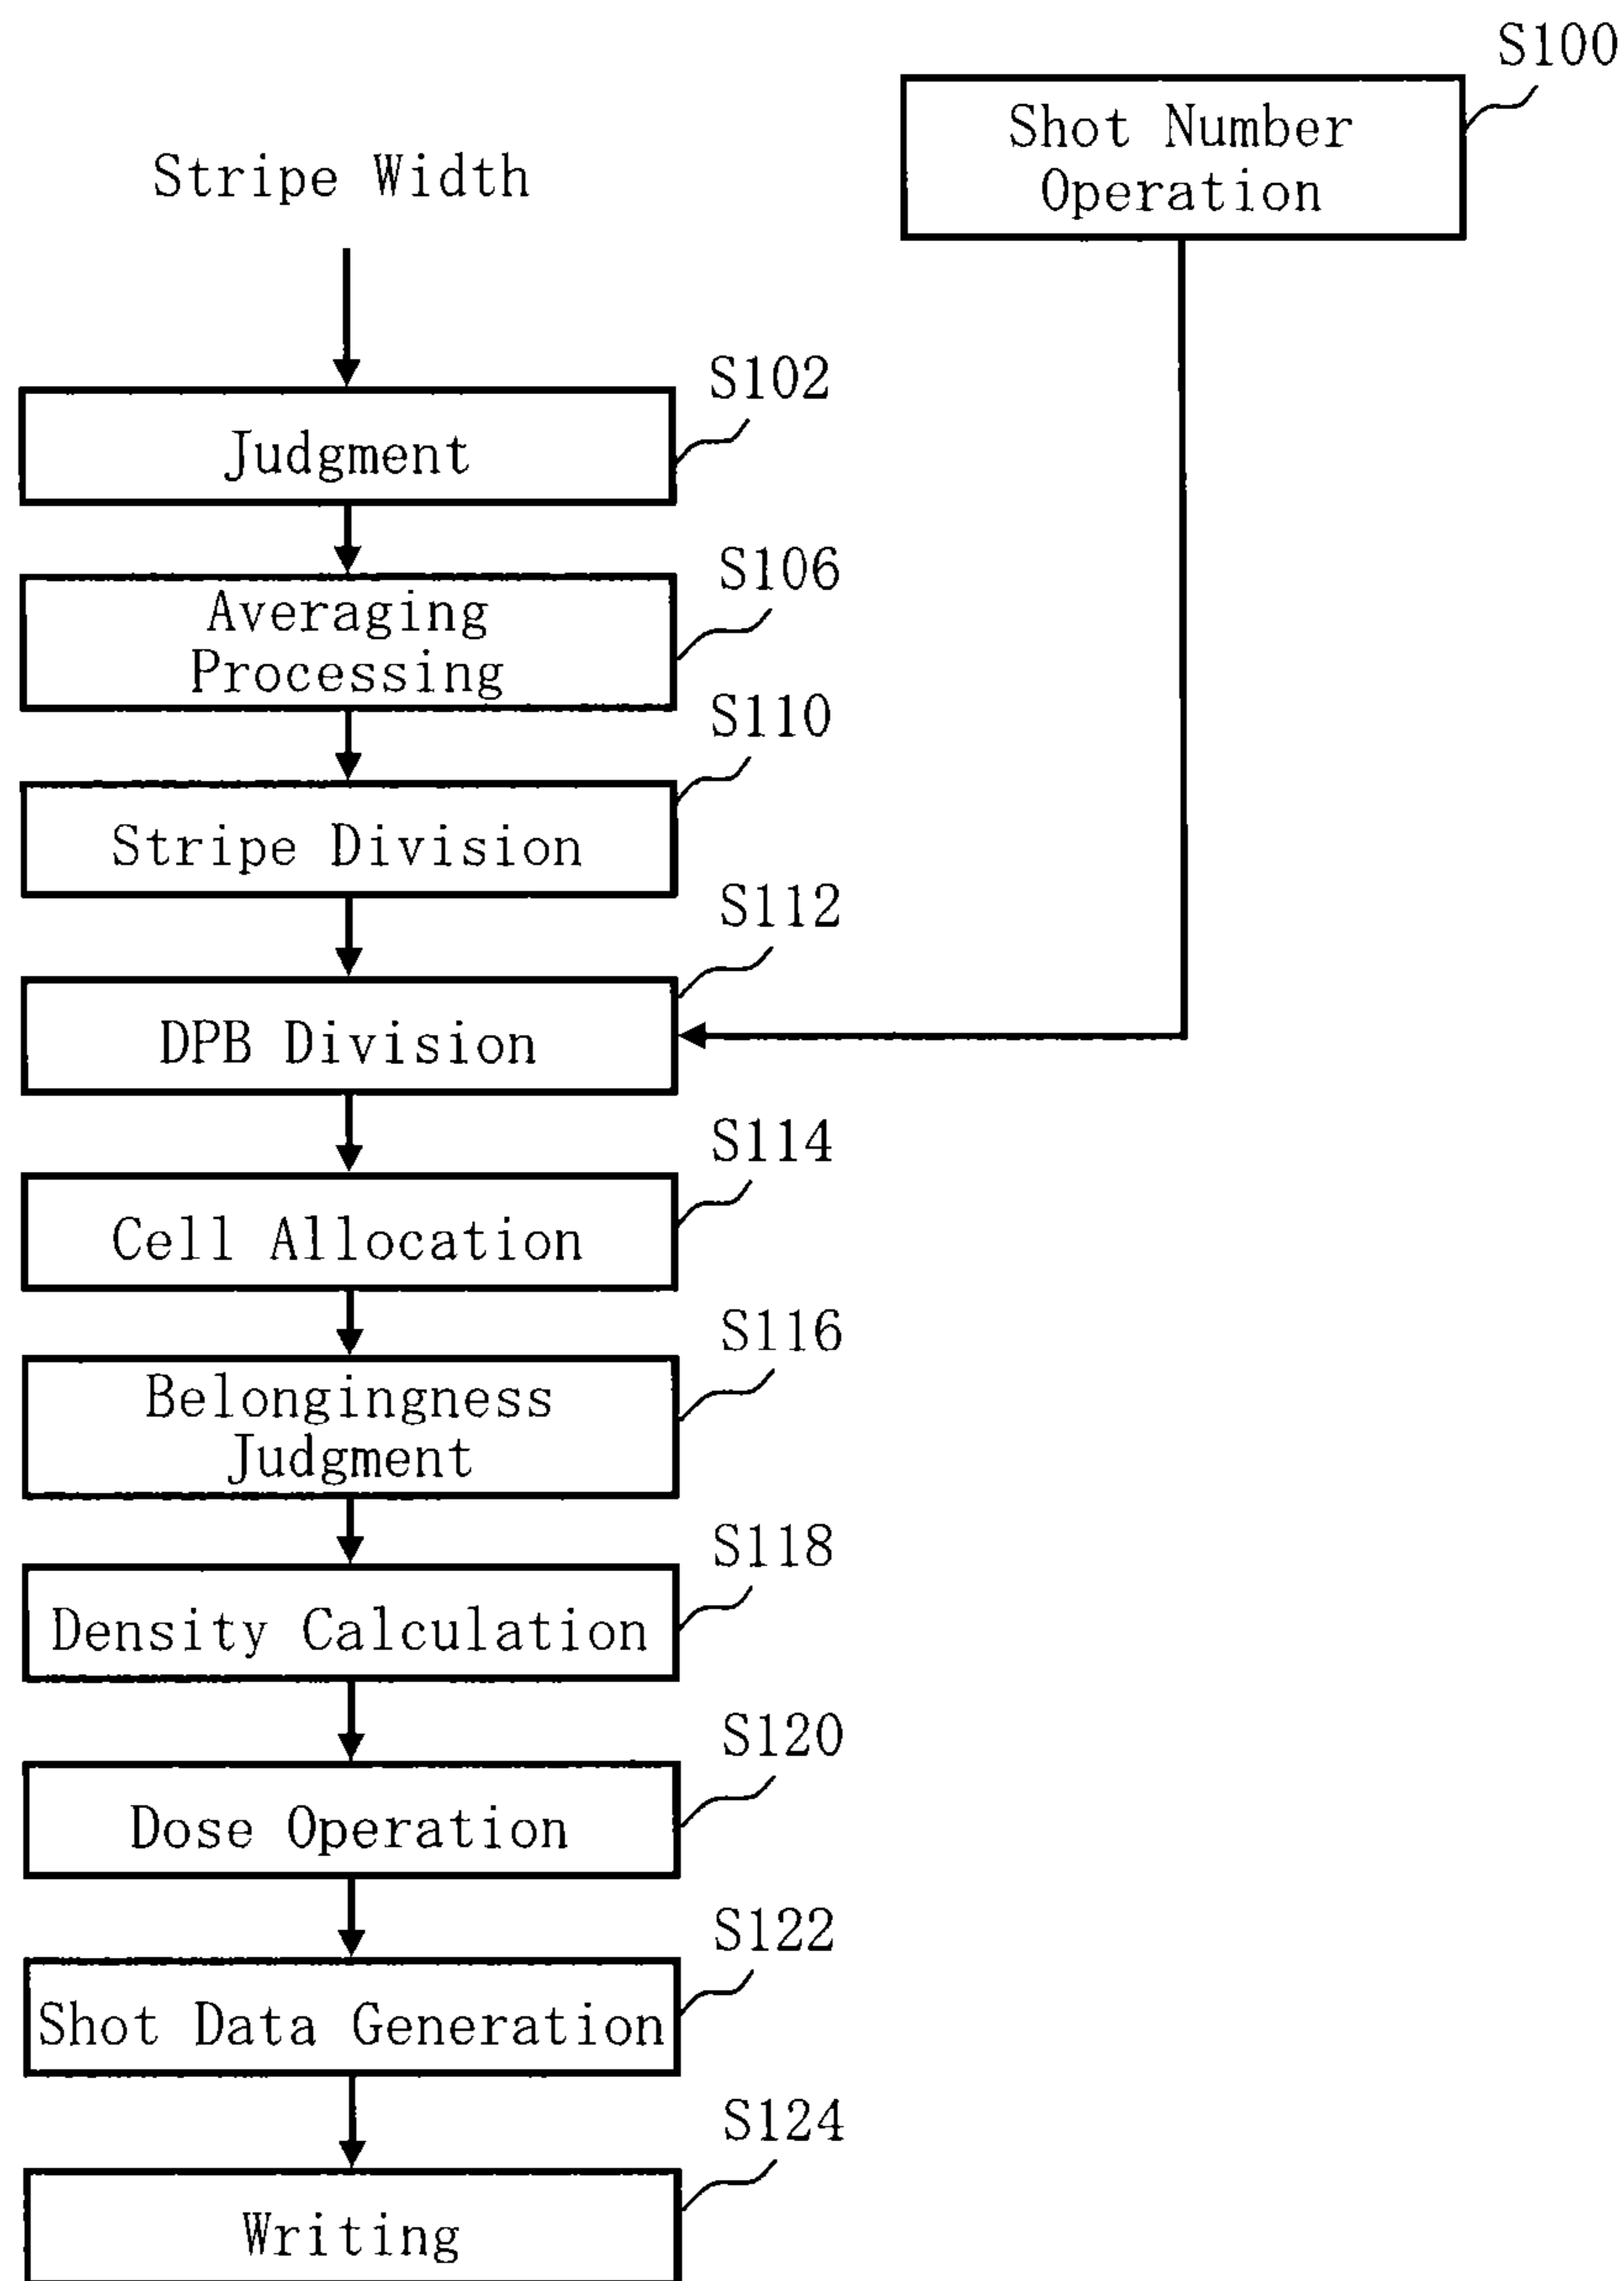 S100
Shot Number
Operation
Stripe Width
S102
Judgment
S106
Averaging
Processing
S110
Stripe Division
S112
DPB Division
S114
Cell Allocation
S116
Belongingness
Judgment
S118
Density Calculation
S120
Dose Operation
S122
Shot Data Generation
S124
Writing